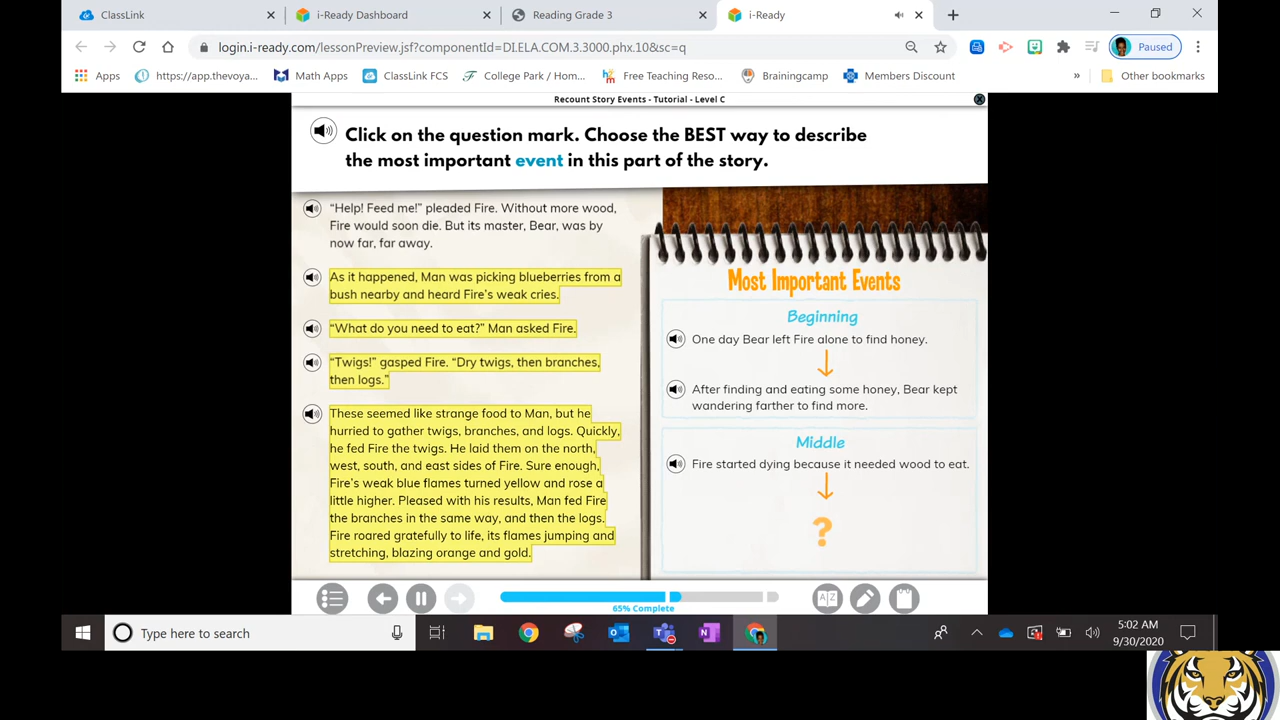 ClassLink
i-Ready Dashboard
Reading Grade 3
i-Ready
login.i-ready.com/lessonPreview.jsf?componentId=DI.ELA.COM.3.3000.phx.10&sc=q
Paused
Apps
https://app.thevoya...
Math Apps
ClassLink FCS
College Park / Hom...
Free Teaching Reso...
Brainingcamp
Members Discount
»
Other bookmarks
Recount Story Events - Tutorial - Level C
Click on the question mark. Choose the BEST way to describe
the most important event in this part of the story.
“Help! Feed me!” pleaded Fire. Without more wood,
Fire would soon die. But its master, Bear, was by
now far, far away.
As it happened, Man was picking blueberries from a
bush nearby and heard Fire’s weak cries.
“What do you need to eat?” Man asked Fire.
“Twigs!” gasped Fire. “Dry twigs, then branches,
then logs.”
These seemed like strange food to Man, but he
hurried to gather twigs, branches, and logs. Quickly,
he fed Fire the twigs. He laid them on the north,
west, south, and east sides of Fire. Sure enough,
Fire’s weak blue flames turned yellow and rose a
little higher. Pleased with his results, Man fed Fire
the branches in the same way, and then the logs.
Fire roared gratefully to life, its flames jumping and
stretching, blazing orange and gold.
Most Important Events
Beginning
One day Bear left Fire alone to find honey.
After finding and eating some honey, Bear kept
wandering farther to find more.
Middle
Fire started dying because it needed wood to eat.
?
65% Complete
A Z
Type here to search
5:02 AM
9/30/2020